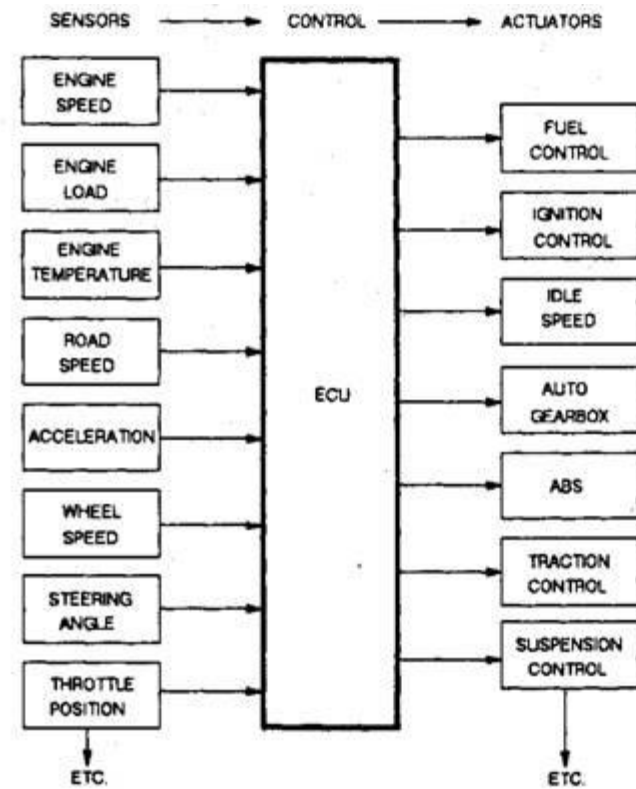 SENSORS CONTROL ACTUATORS
ENGINE
SPEED
ENGINE
LOAD
ENGINE
TEMPERATURE
ROAD
SPEED
ACCELERATION
WHEEL
SPEED
STEERING
ANGLE
THROTTLE
POSITION
ETC.
ECU
FUEL
CONTROL
IGNITION
CONTROL
IDLE
SPEED
AUTO
GEARBOX
ABS
TRACTION
CONTROL
SUSPENSION
CONTROL
ETC.